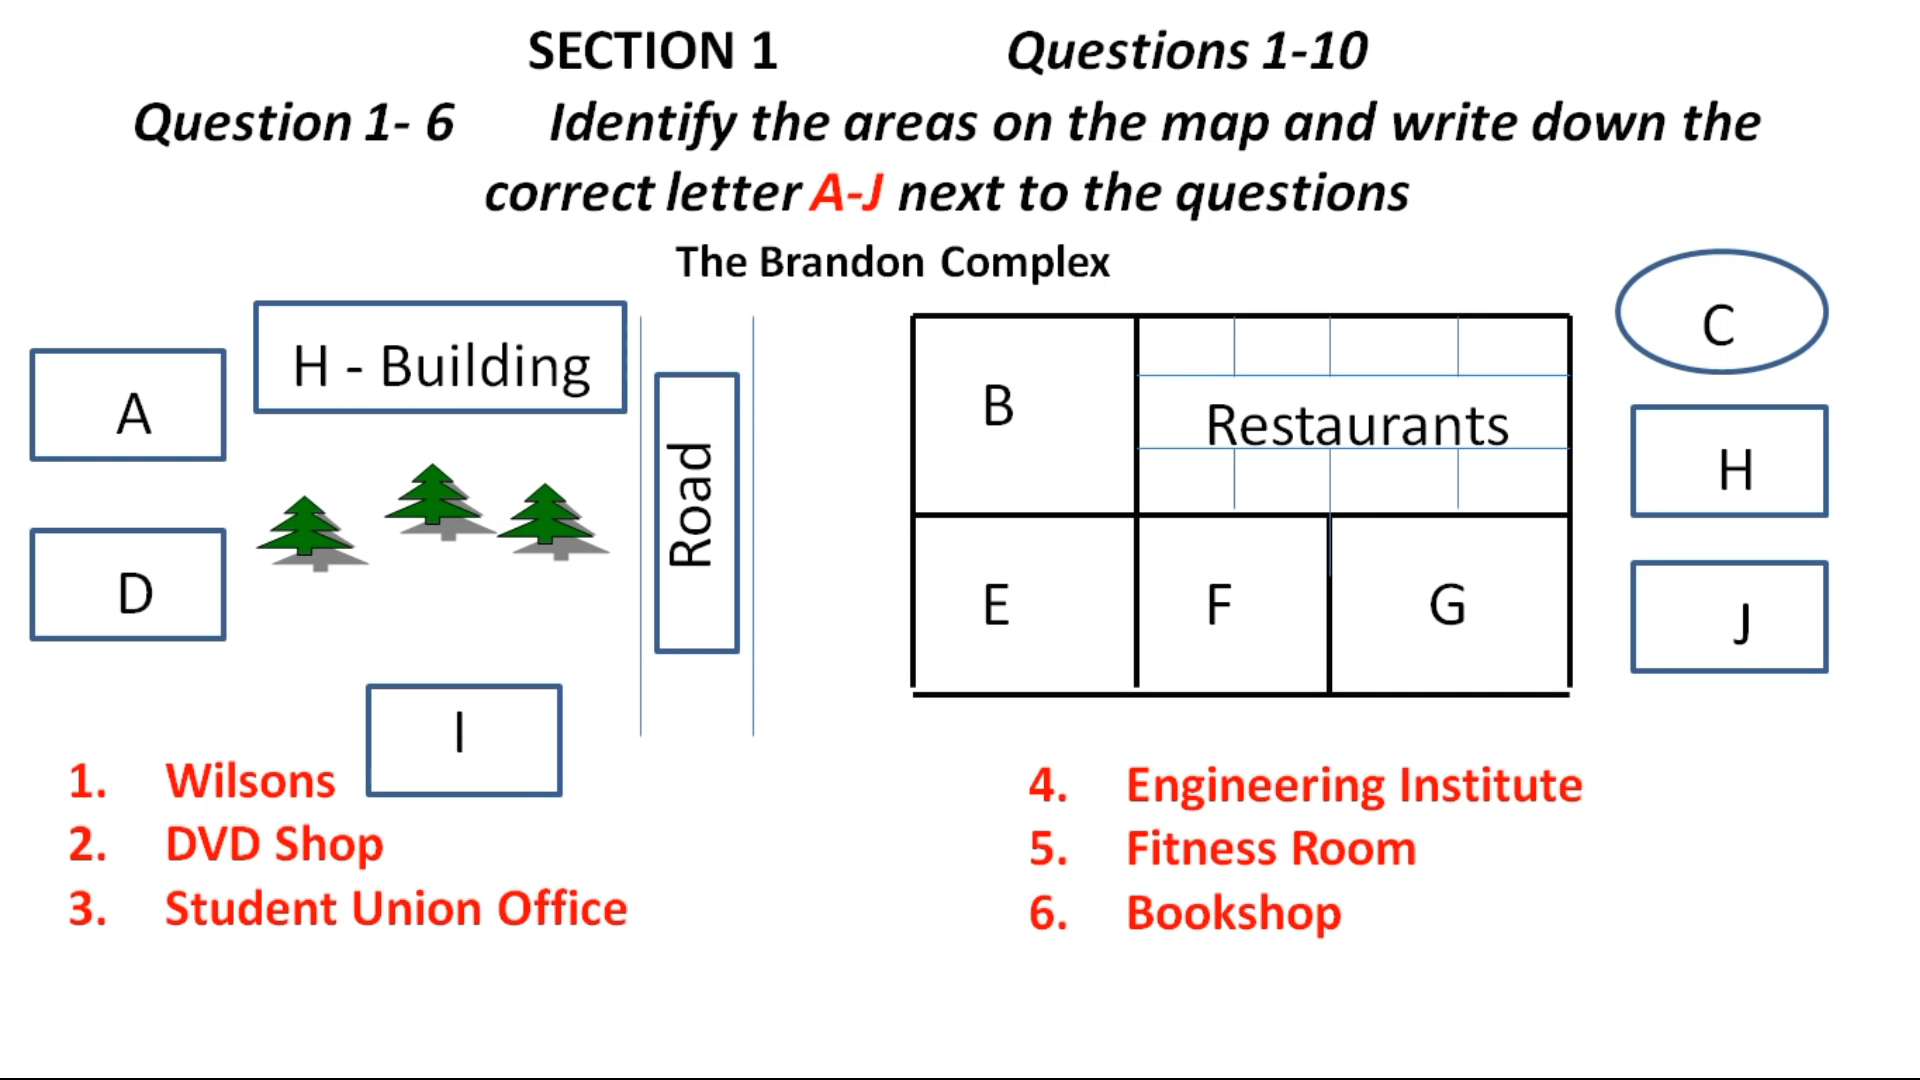 SECTION 1 Questions 1-10
Question 1- 6 Identify the areas on the map and write down the
correct letter A-J next to the questions
The Brandon Complex
A
H - Building
Road
B
Restaurants
C
H
D
E
F
G
J
I
1. Wilsons
2. DVD Shop
3. Student Union Office
4. Engineering Institute
5. Fitness Room
6. Bookshop